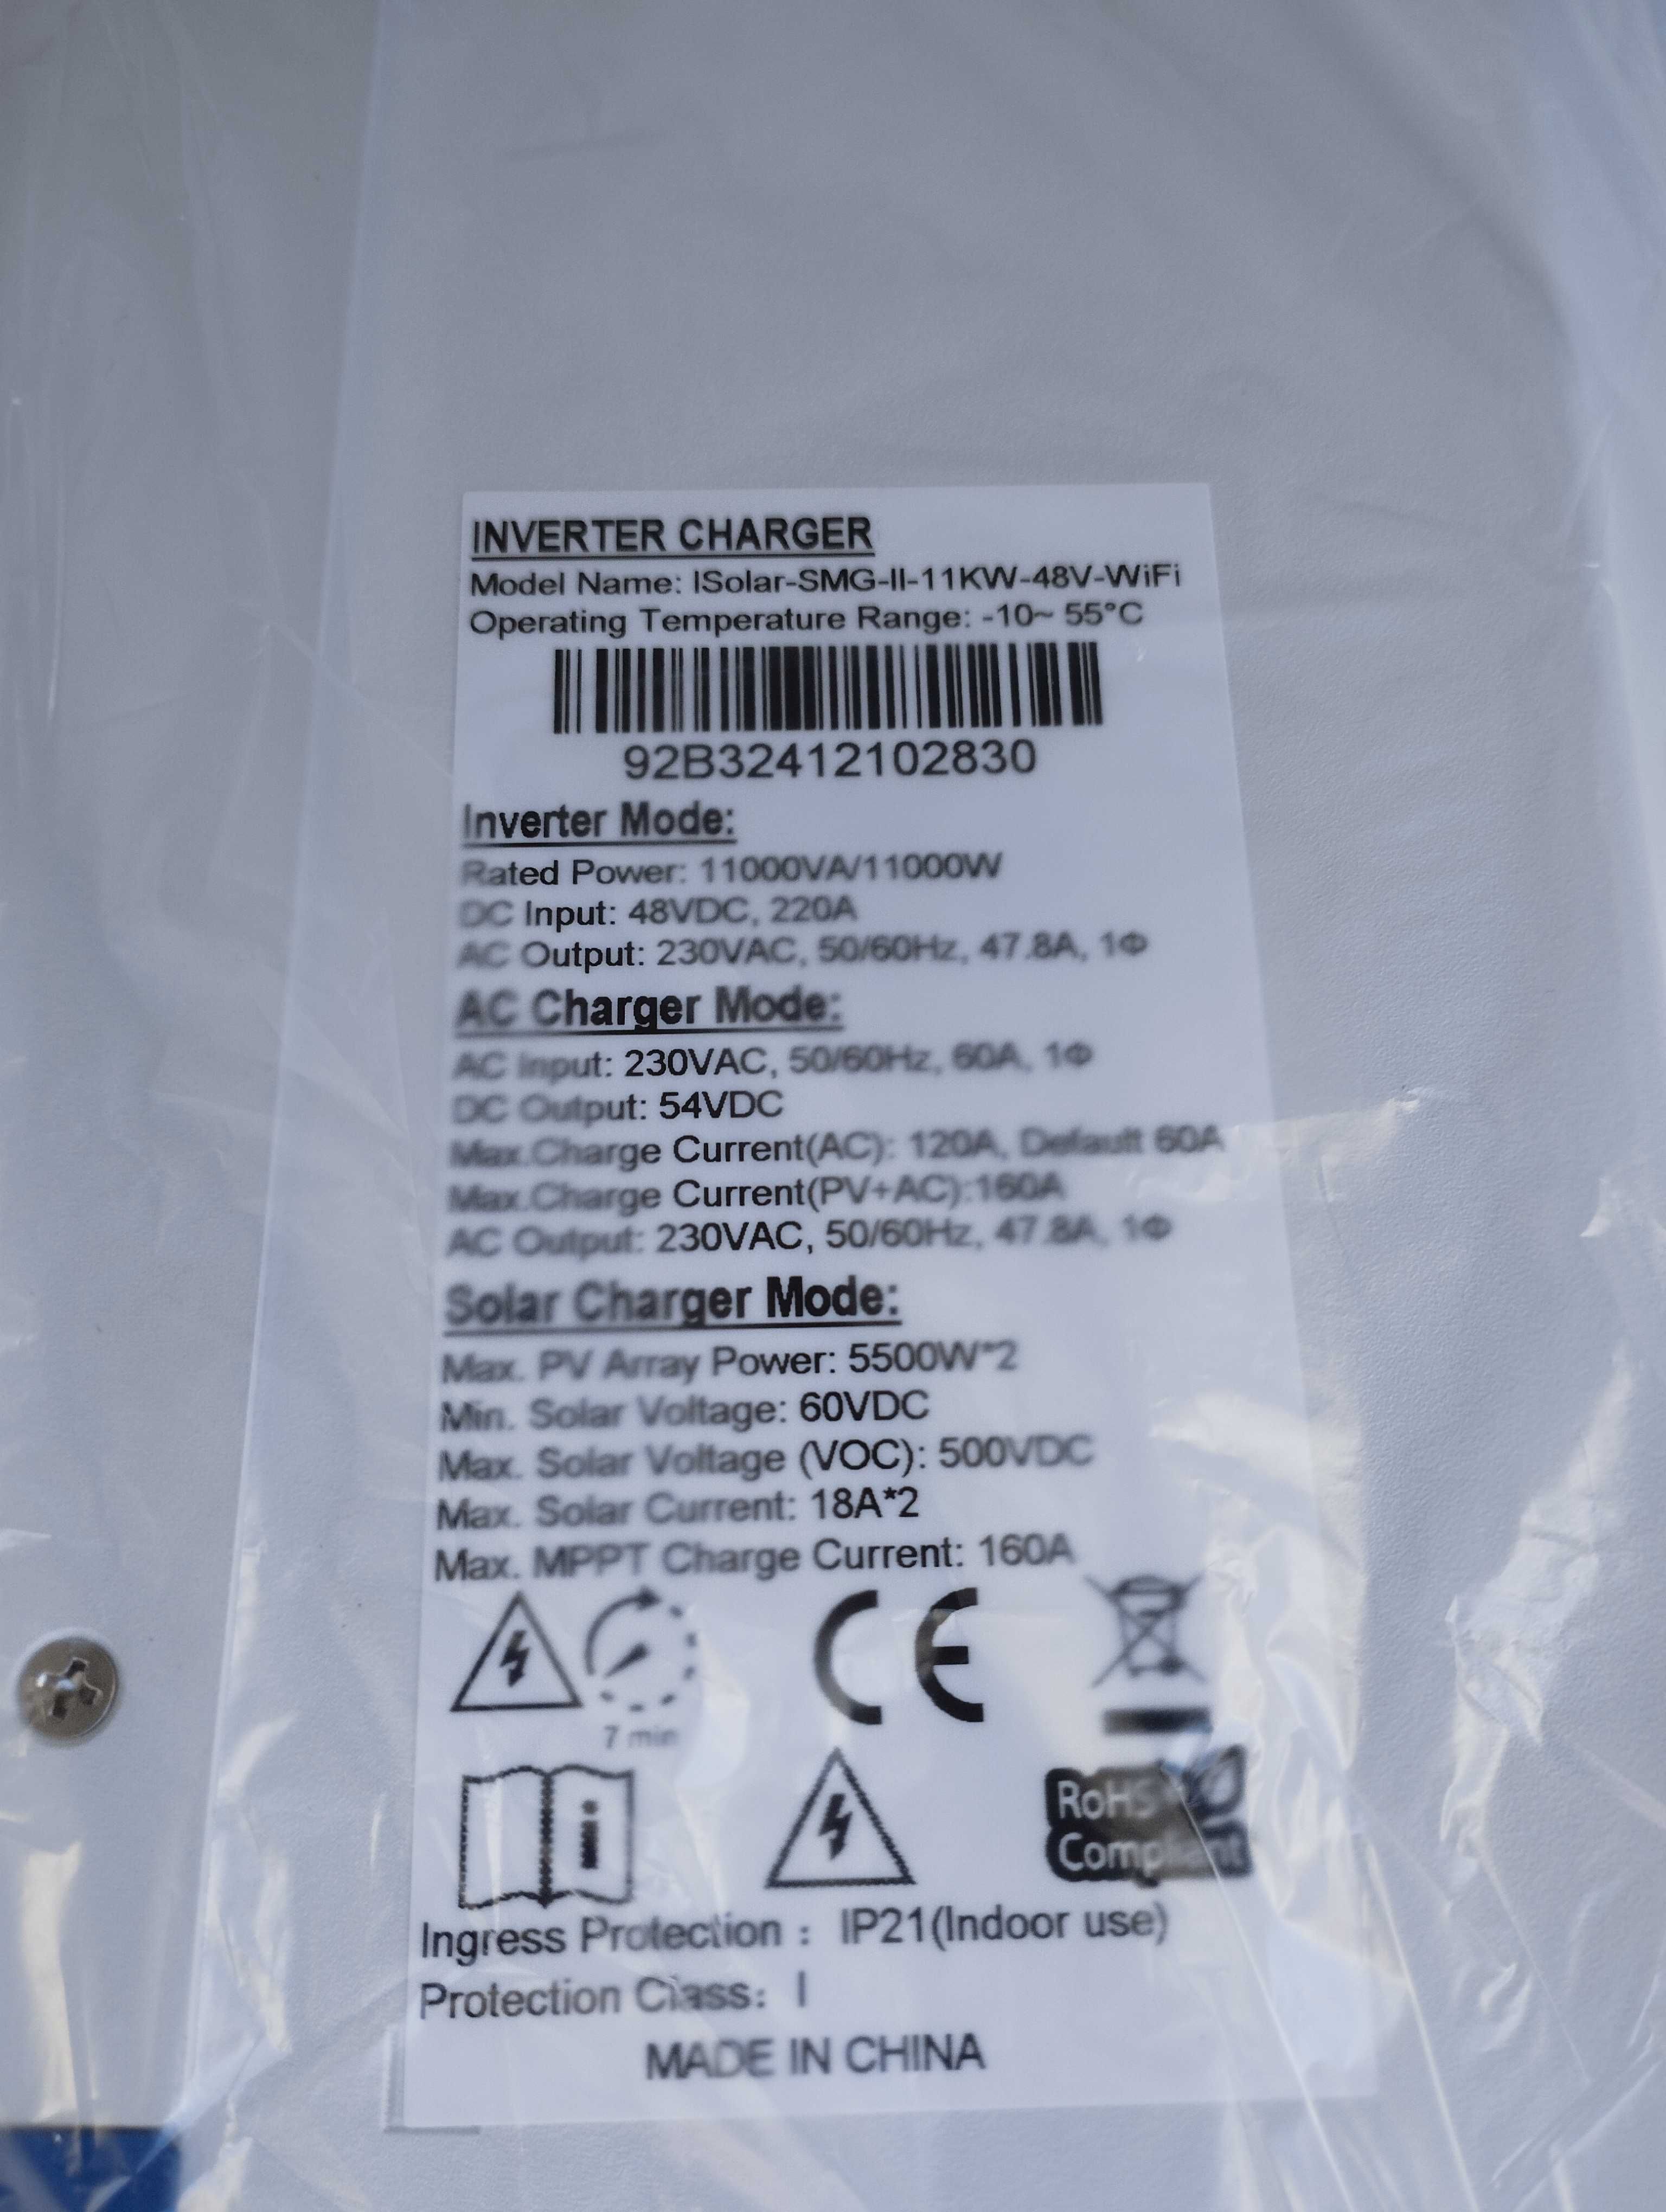 INVERTER CHARGER
Model Name: ISolar-SMG-II-11KW-48V-WiFi
Operating Temperature Range: -10~ 55°C
92B32412102830
Inverter Mode:
Rated Power: 11000VA/11000W
DC Input: 48VDC, 220A
AC Output: 230VAC, 50/60Hz, 47.8A, 1Φ
AC Charger Mode:
AC Input: 230VAC, 50/60Hz, 60A, 1Φ
DC Output: 54VDC
Max.Charge Current(AC): 120A, Default 60A
Max.Charge Current(PV+AC):160A
AC Output: 230VAC, 50/60Hz, 47.8A, 1Φ
Solar Charger Mode:
Max. PV Array Power: 5500W*2
Min. Solar Voltage: 60VDC
Max. Solar Voltage (VOC): 500VDC
Max. Solar Current: 18A*2
Max. MPPT Charge Current: 160A
7 min
CE
RoHS
Compliant
Ingress Protection : IP21(Indoor use)
Protection Class: I
MADE IN CHINA